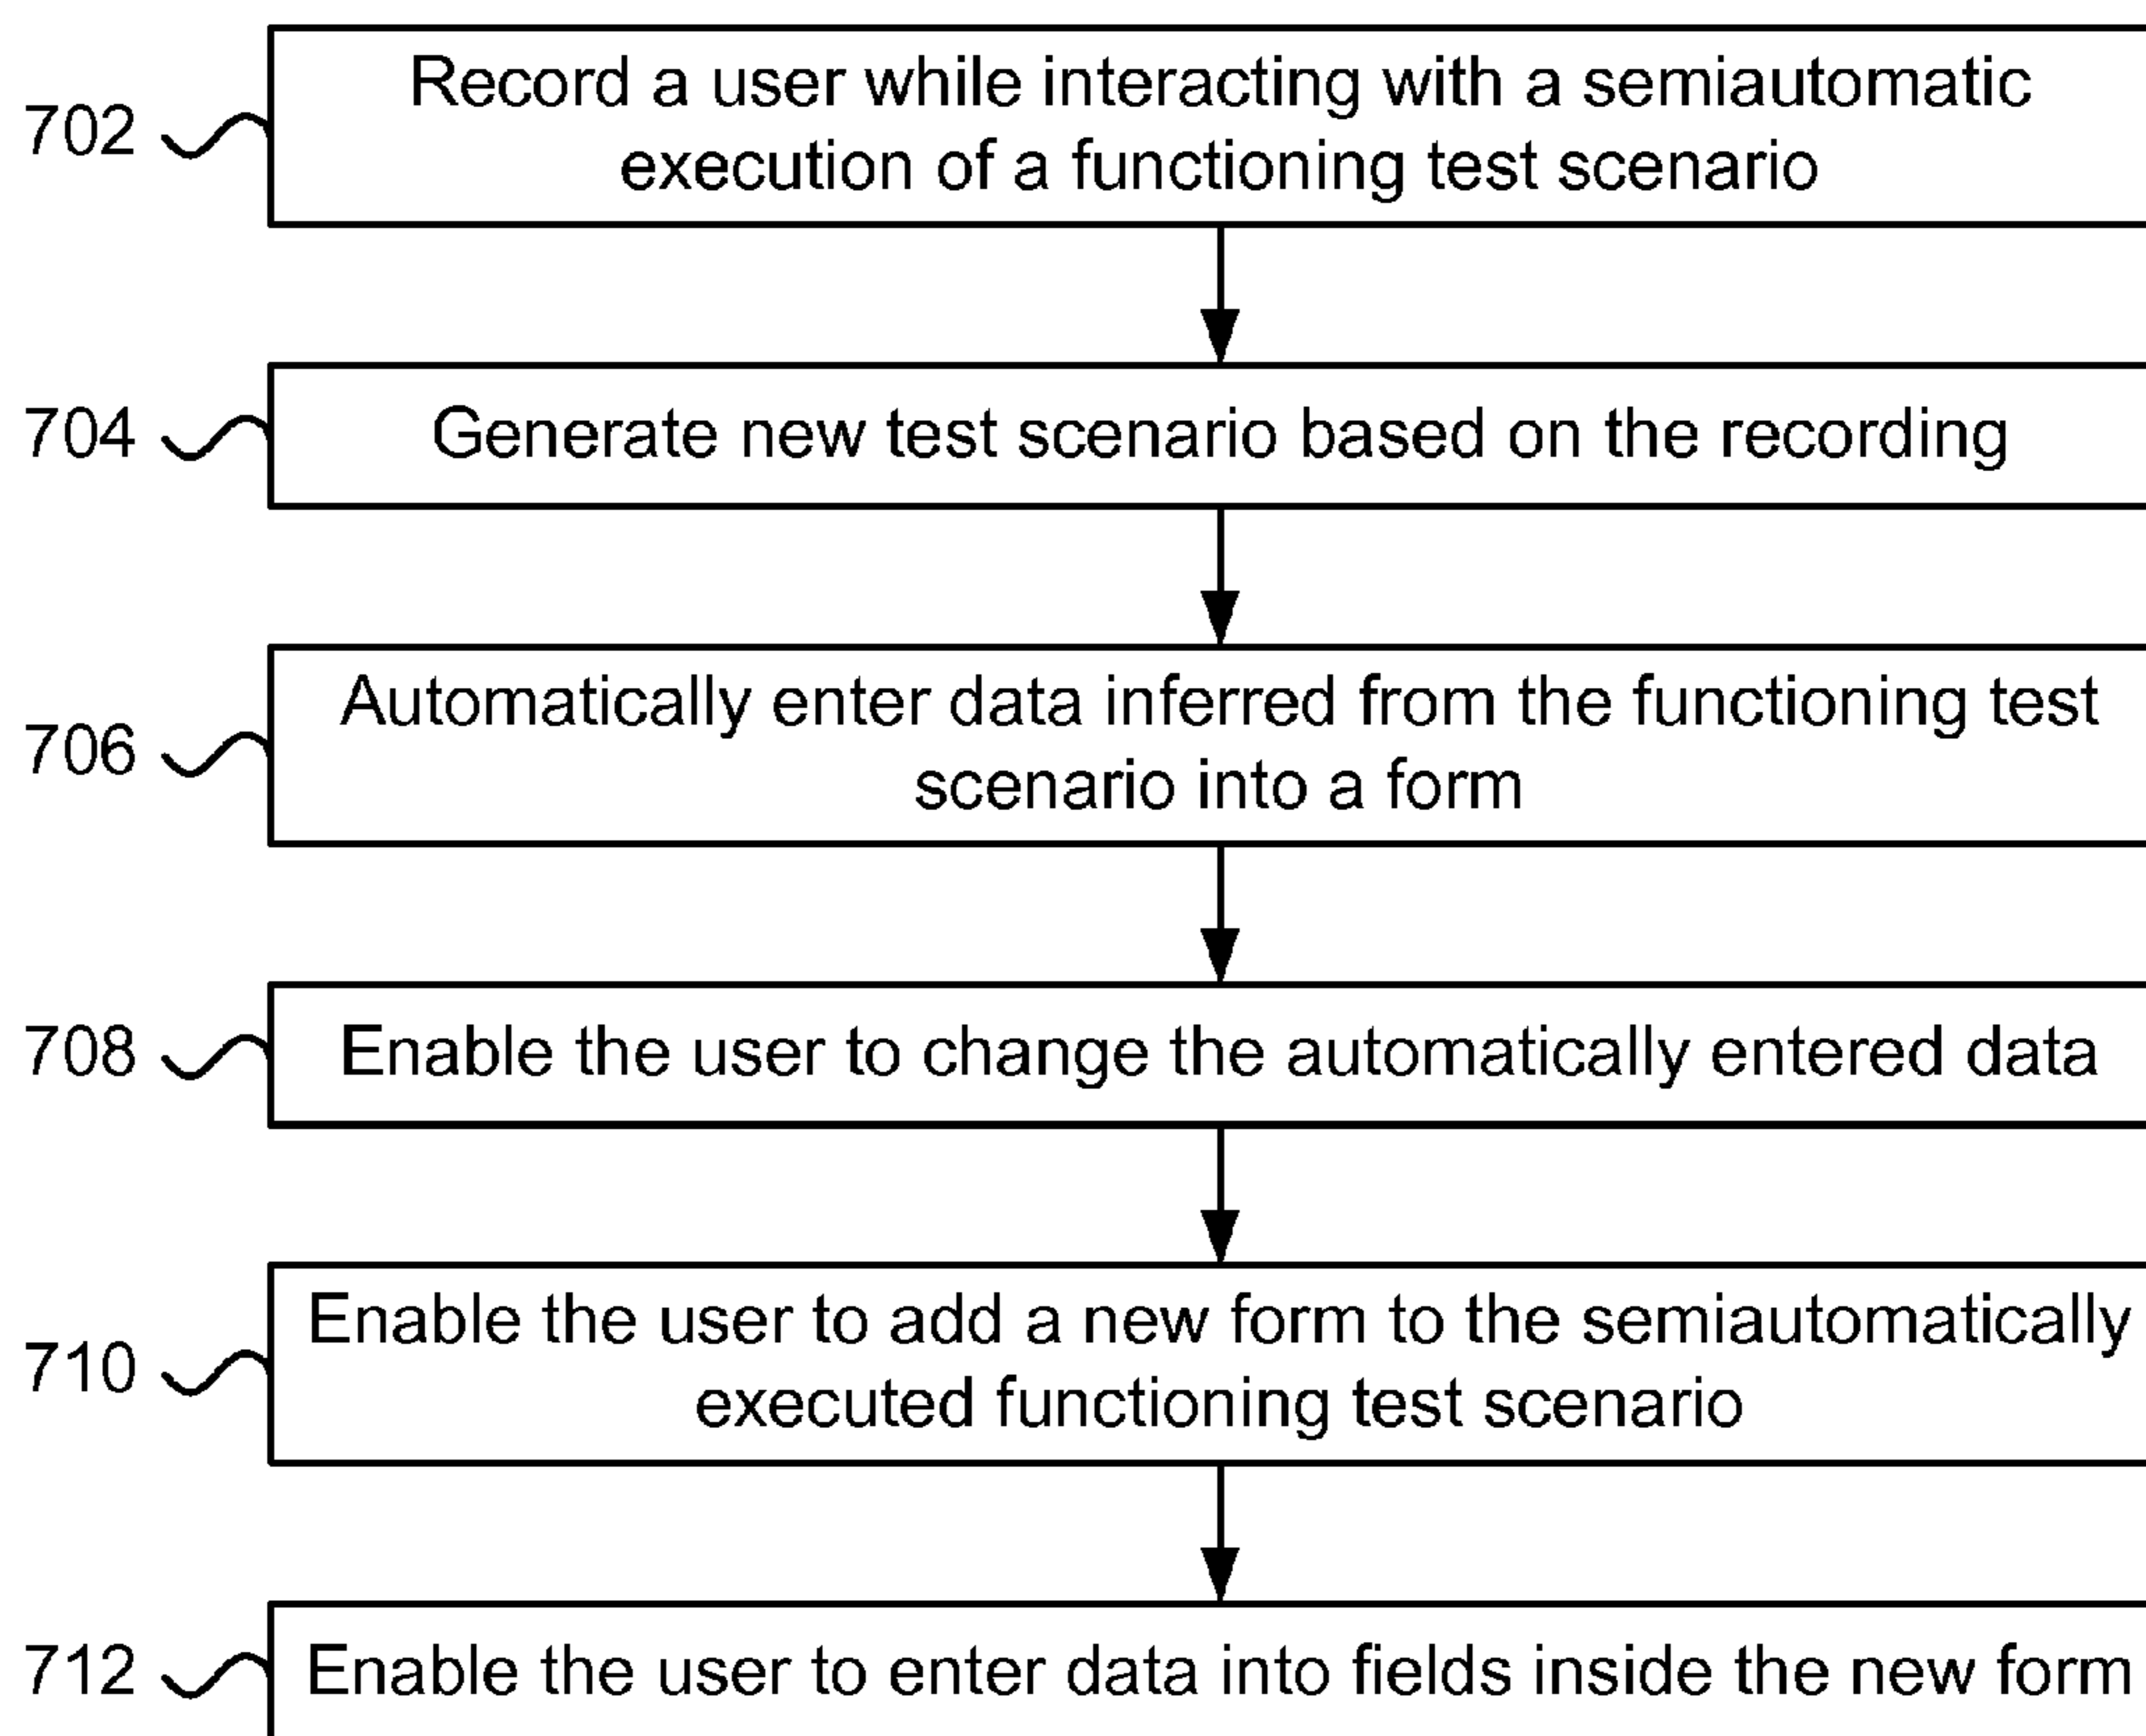 Record a user while interacting with a semiautomatic
702
execution of a functioning test scenario
704 Generate new test scenario based on the recording
Automatically enter data inferred from the functioning test
706
scenario into a form
708 Enable the user to change the automatically entered data
Enable the user to add a new form to the semiautomatically
710
executed functioning test scenario
712 Enable the user to enter data into fields inside the new form